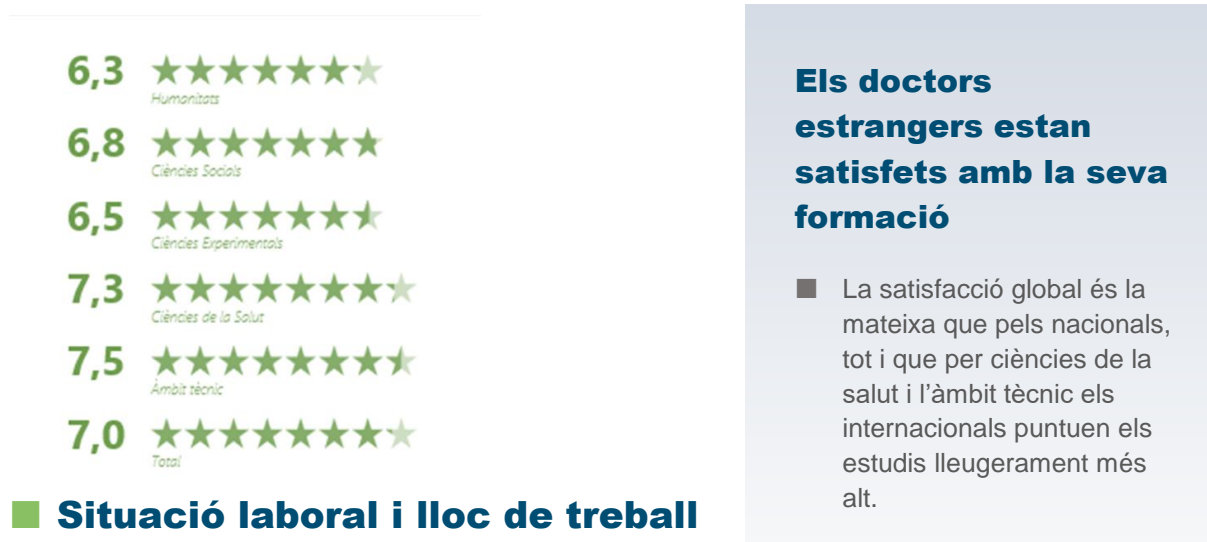 6,3
Humanitats
6,8
Ciències Socials
6,5
Ciències Experimentals
7,3
Ciències de la Salut
7,5
Àmbit tècnic
7,0
Total
Situació laboral i lloc de treball
Els doctors
estrangers estan
satisfets amb la seva
formació
La satisfacció global és la
mateixa que pels nacionals,
tot i que per ciències de la
salut i l’àmbit tècnic els
internacionals puntuen els
estudis lleugerament més
alt.